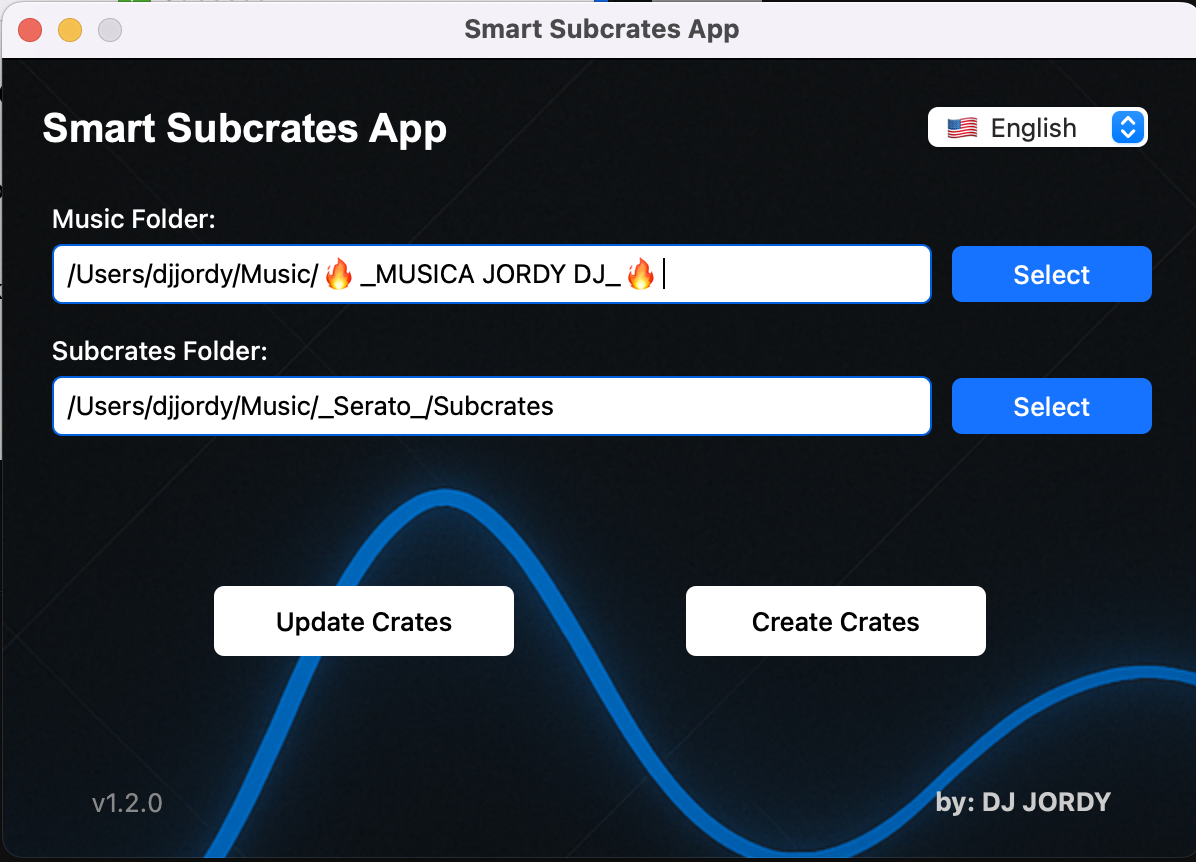 Smart Subcrates App
Smart Subcrates App
🇺🇸 English
Music Folder:
/Users/djjordy/Music/🔥_MUSICA JORDY DJ_🔥
Select
Subcrates Folder:
/Users/djjordy/Music/_Serato_/Subcrates
Select
Update Crates
Create Crates
v1.2.0
by: DJ JORDY